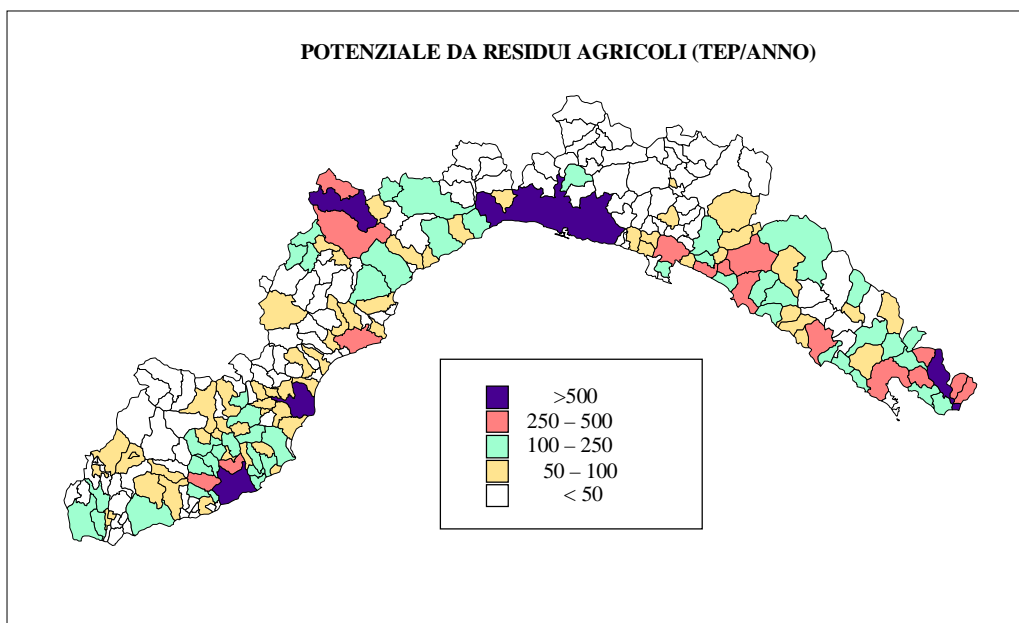 POTENZIALE DA RESIDUI AGRICOLI (TEP/ANNO)
>500
250 – 500
100 – 250
50 – 100
< 50